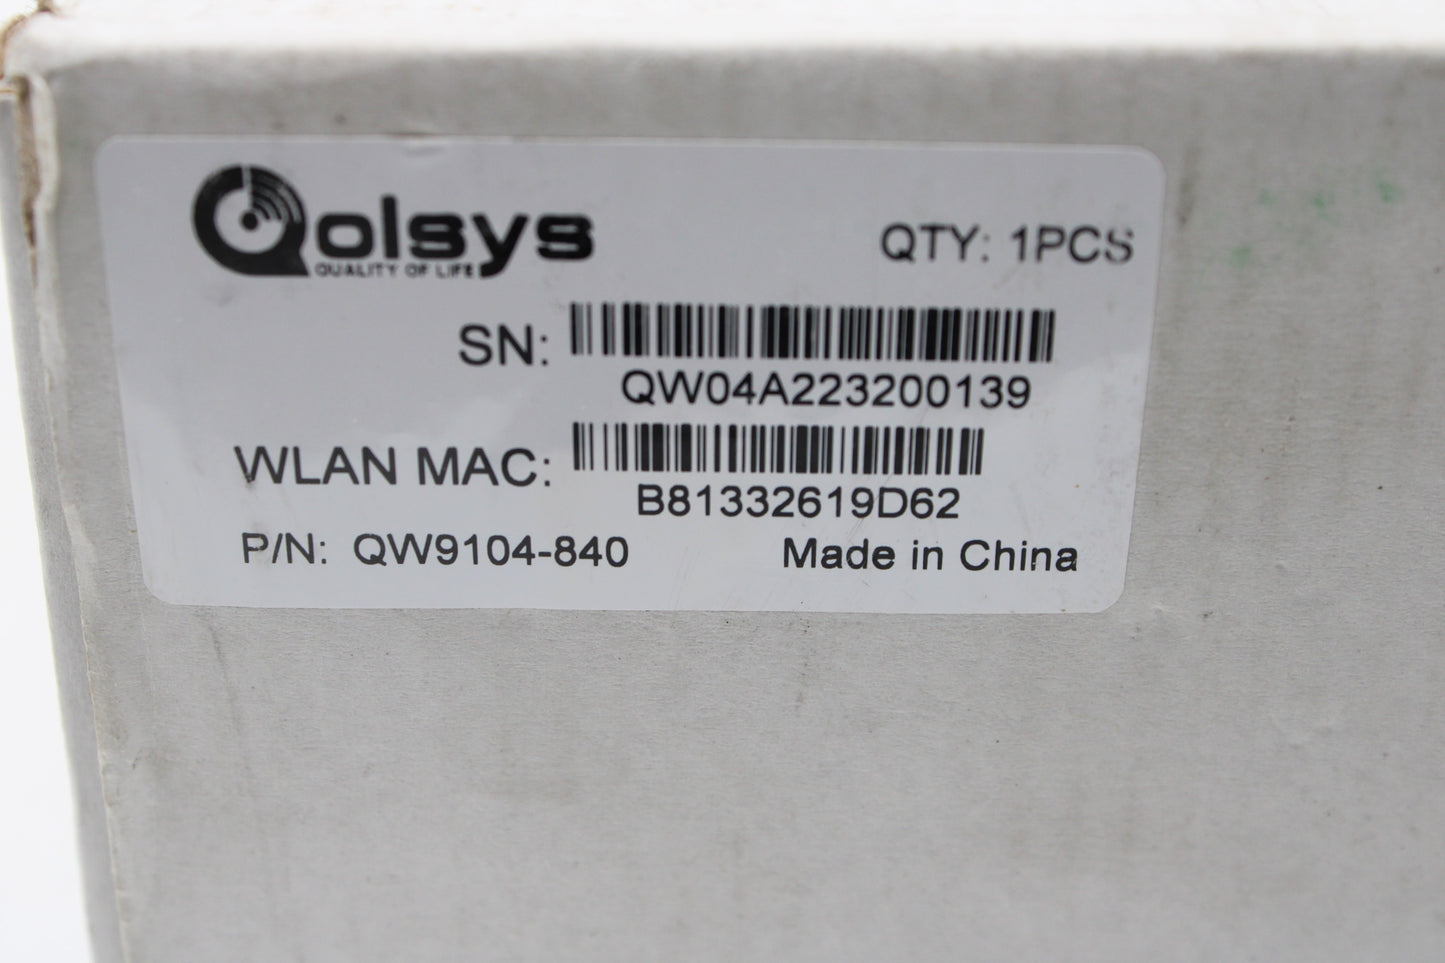 Qolsys
QUALITY OF LIFE
QTY: 1PCS
SN:
QW04A223200139
WLAN MAC:
B81332619D62
P/N: QW9104-840
Made in China